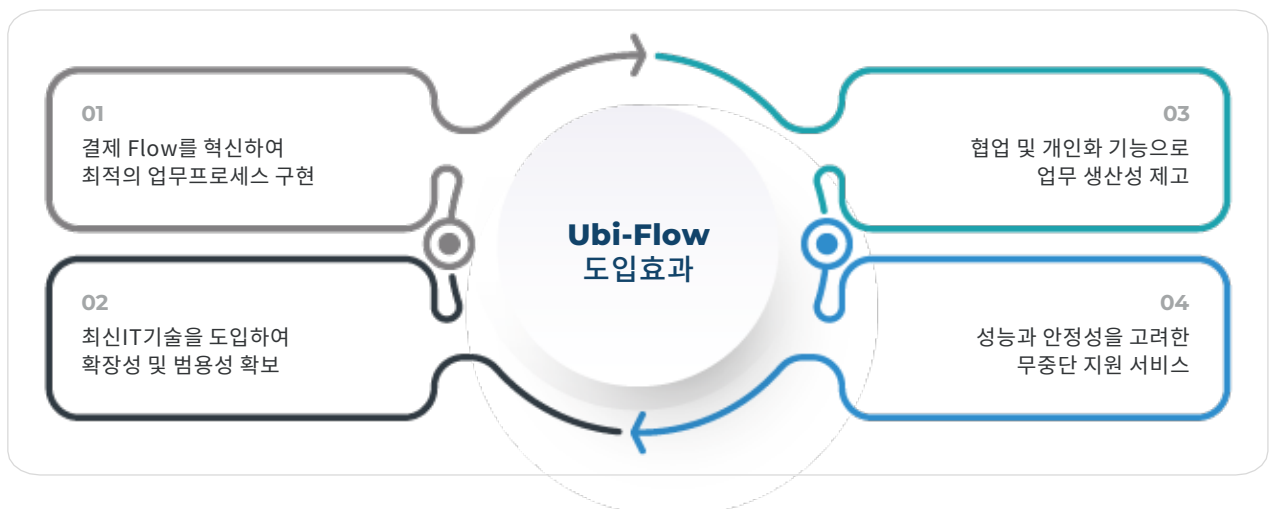 01
결제 Flow를 혁신하여
최적의 업무프로세스 구현
02
최신IT기술을 도입하여
확장성 및 범용성 확보
Ubi-Flow
도입효과
03
협업 및 개인화 기능으로
업무 생산성 제고
04
성능과 안정성을 고려한
무중단 지원 서비스